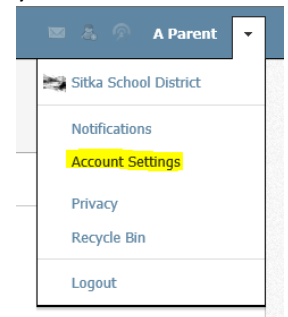 A Parent
Sitka School District
Notifications
Account Settings
Privacy
Recycle Bin
Logout